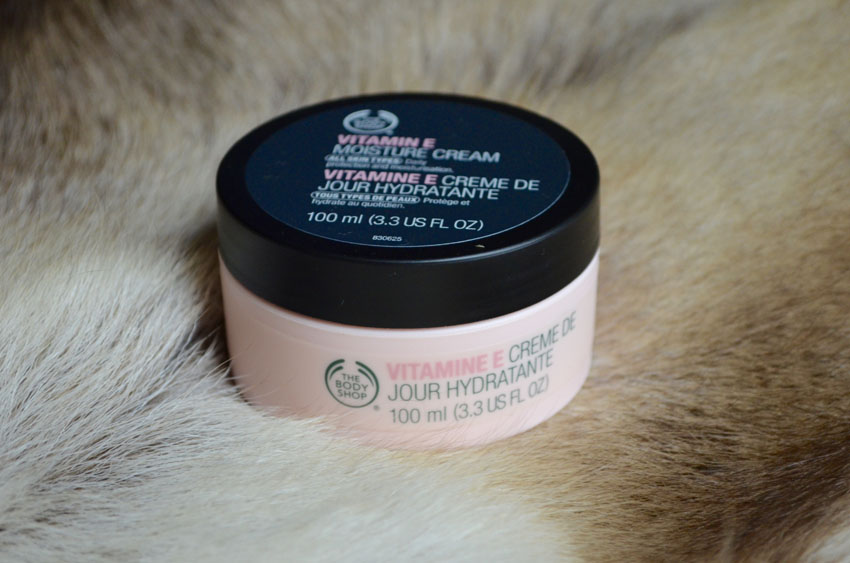 THE BODY SHOP
VITAMIN E
MOISTURE CREAM
ALL SKIN TYPES Daily
protection and moisturisation.
VITAMINE E CREME DE
JOUR HYDRATANTE
TOUS TYPES DE PEAUX Protège et
hydrate au quotidien.
100 ml (3.3 US FL OZ)
830625
THE
BODY
SHOP
®
VITAMINE E CREME DE
JOUR HYDRATANTE
100 ml (3.3 US FL OZ)